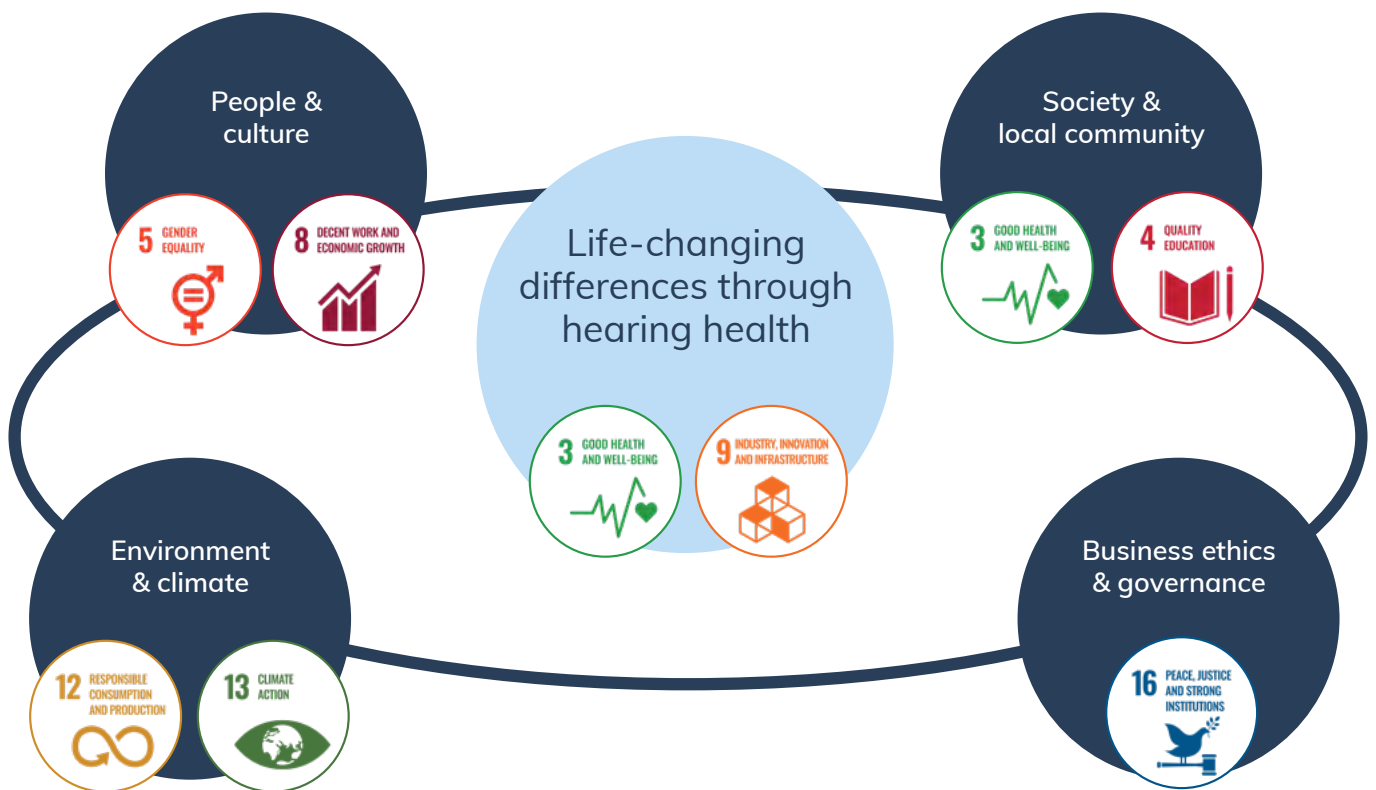 People &
culture
5 GENDER
EQUALITY
8 DECENT WORK AND
ECONOMIC GROWTH
Life-changing
differences through
hearing health
3 GOOD HEALTH
AND WELL-BEING
9 INDUSTRY, INNOVATION
AND INFRASTRUCTURE
Society &
local community
3 GOOD HEALTH
AND WELL-BEING
4 QUALITY
EDUCATION
Environment
& climate
12 RESPONSIBLE
CONSUMPTION
AND PRODUCTION
13 CLIMATE
ACTION
Business ethics
& governance
16 PEACE, JUSTICE
AND STRONG
INSTITUTIONS